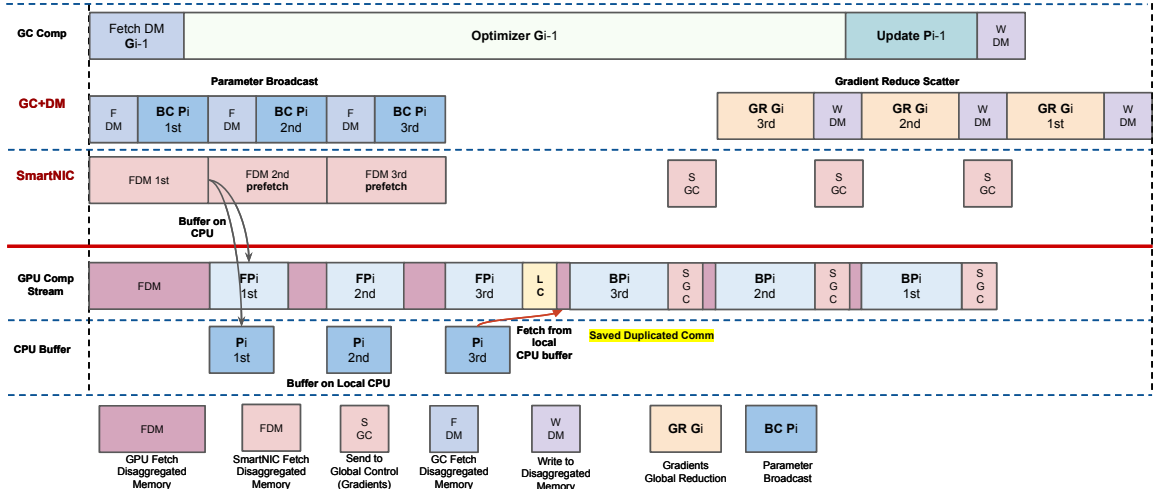 GC Comp
Fetch DM
Gi-1
Optimizer Gi-1
Update Pi-1
W
DM
Parameter Broadcast
Gradient Reduce Scatter
GC+DM
F
DM
BC Pi
1st
F
DM
BC Pi
2nd
F
DM
BC Pi
3rd
GR Gi
3rd
W
DM
GR Gi
2nd
W
DM
GR Gi
1st
W
DM
SmartNIC
FDM 1st
FDM 2nd
prefetch
FDM 3rd
prefetch
S
GC
S
GC
S
GC
Buffer on
CPU
GPU Comp
Stream
FDM
FPi
1st
FPi
2nd
FPi
3rd
L
C
BPi
3rd
S
G
C
BPi
2nd
S
G
C
BPi
1st
S
G
C
CPU Buffer
Pi
1st
Pi
2nd
Pi
3rd
Fetch from
local
CPU buffer
Saved Duplicated Comm
Buffer on Local CPU
FDM
GPU Fetch
Disaggregated
Memory
FDM
SmartNIC Fetch
Disaggregated
Memory
S
GC
Send to
Global Control
(Gradients)
F
DM
GC Fetch
Disaggregated
Memory
W
DM
Write to
Disaggregated
Memory
GR Gi
Gradients
Global Reduction
BC Pi
Parameter
Broadcast